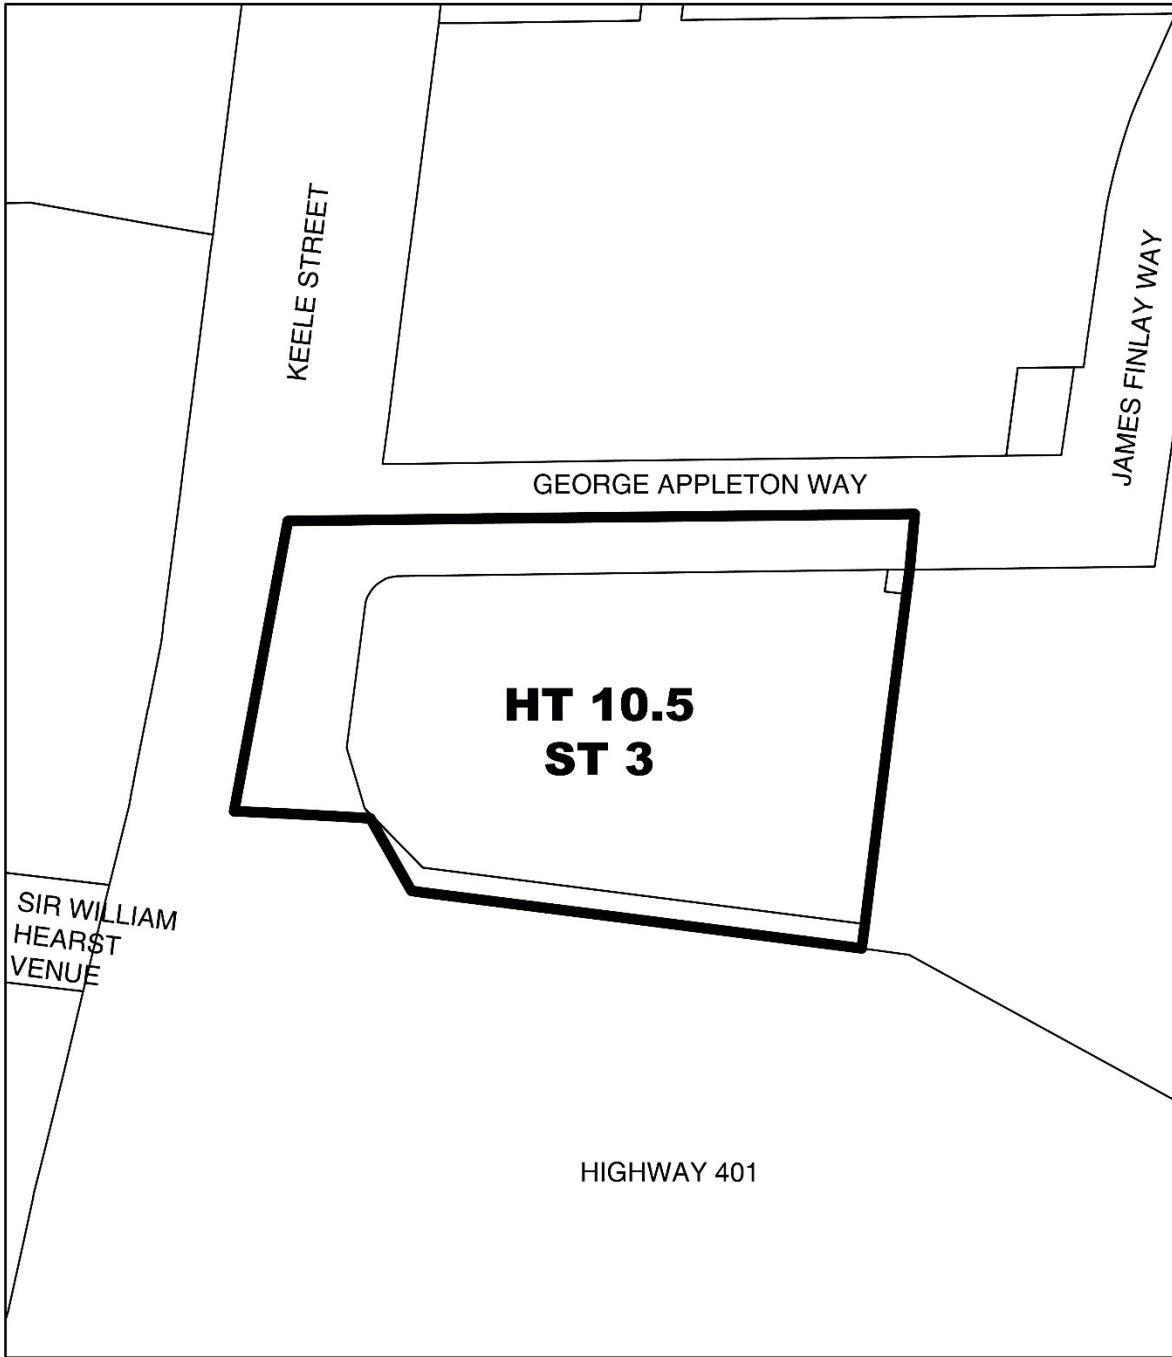 KEELE STREET
JAMES FINLAY WAY
GEORGE APPLETON WAY
HT 10.5
ST 3
SIR WILLIAM
HEARST
VENUE
HIGHWAY 401